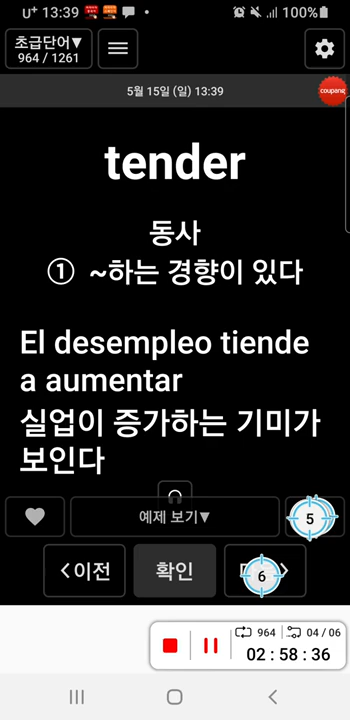 U+ 13:39 100%
초급단어▼
964 / 1261
5월 15일 (일) 13:39
coupang
tender
동사
① ~하는 경향이 있다
El desempleo tiende
a aumentar
실업이 증가하는 기미가
보인다
예제 보기▼
5
<이전
확인
6
964 04 / 06
02 : 58 : 36